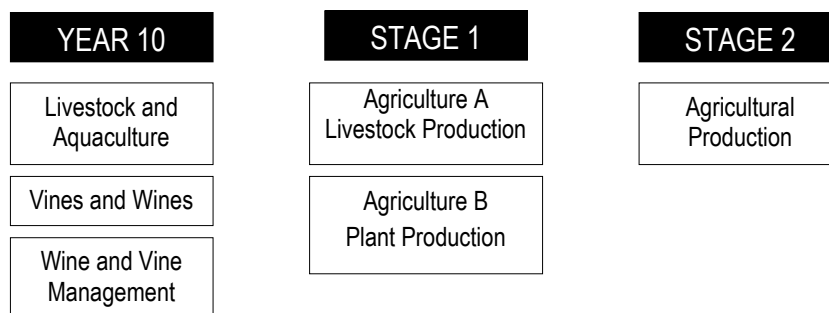 YEAR 10
Livestock and
Aquaculture
Vines and Wines
Wine and Vine
Management
STAGE 1
Agriculture A
Livestock Production
Agriculture B
Plant Production
STAGE 2
Agricultural
Production